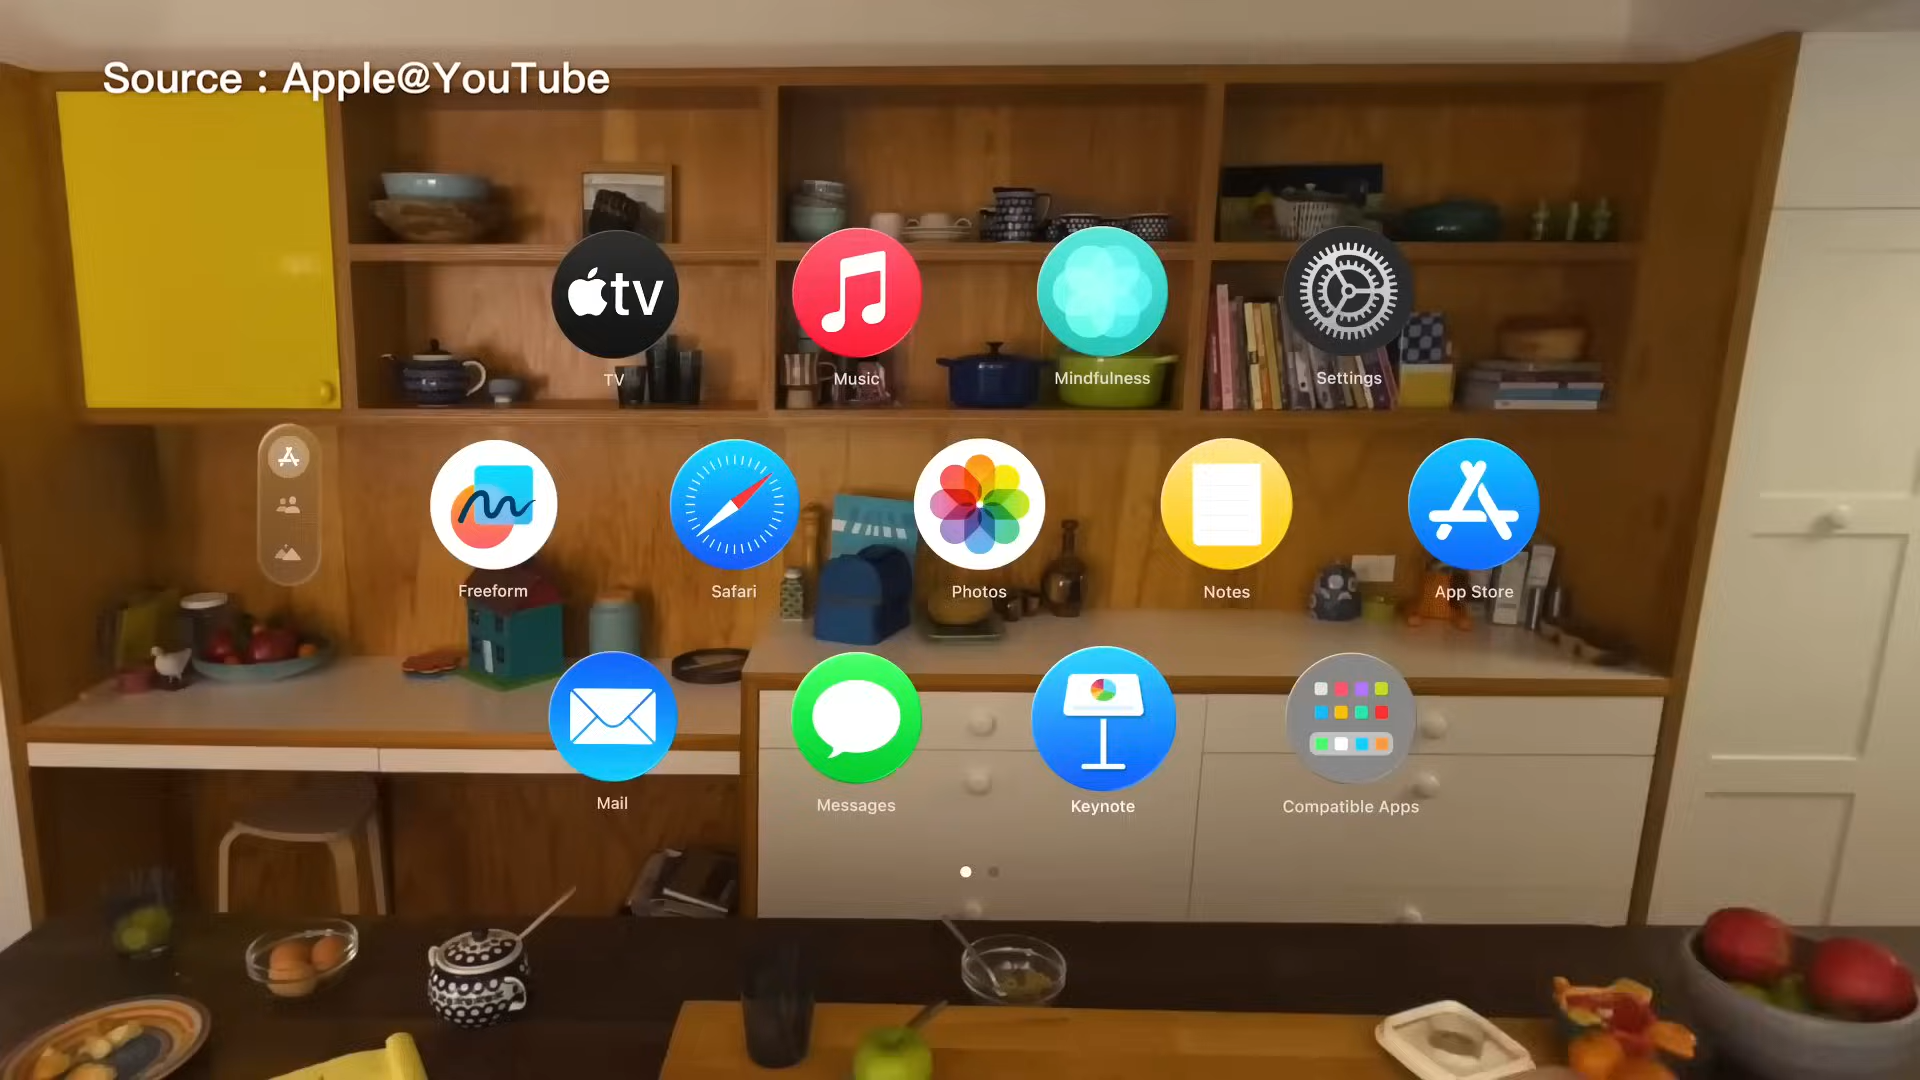 Source : Apple@YouTube
tv
TV
Music
Mindfulness
Settings
Freeform
Safari
Photos
Notes
App Store
Mail
Messages
Keynote
Compatible Apps